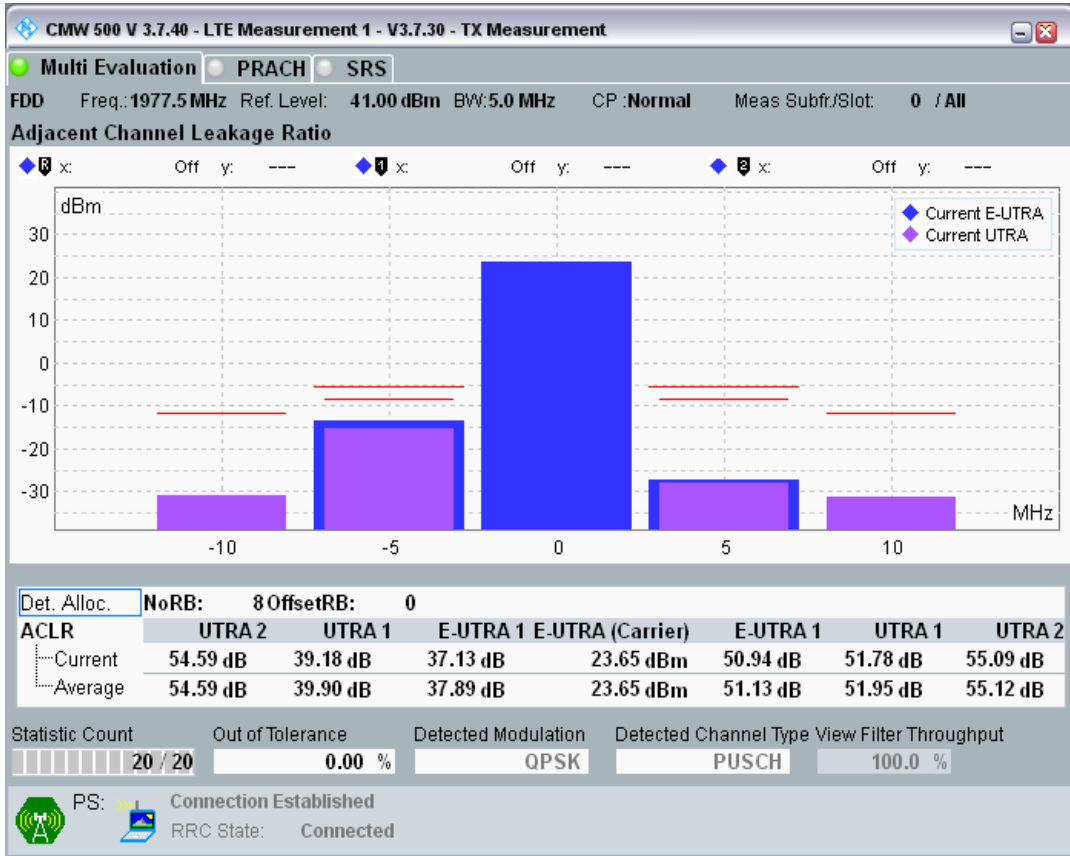 CMW 500 V 3.7.40 - LTE Measurement 1 - V3.7.30 - TX Measurement
Multi Evaluation PRACH SRS
FDD Freq.:1977.5 MHz Ref. Level: 41.00 dBm BW:5.0 MHz CP :Normal Meas Subfr./Slot: 0 / All
Adjacent Channel Leakage Ratio
R x: Off y: --- 1 x: Off y: --- 2 x: Off y: ---
dBm
Current E-UTRA
Current UTRA
30
20
10
0
-10
-20
-30
MHz
-10 -5 0 5 10
Det. Alloc. NoRB: 8 OffsetRB: 0
ACLR UTRA 2 UTRA 1 E-UTRA 1 E-UTRA (Carrier) E-UTRA 1 UTRA 1 UTRA 2
Current 54.59 dB 39.18 dB 37.13 dB 23.65 dBm 50.94 dB 51.78 dB 55.09 dB
Average 54.59 dB 39.90 dB 37.89 dB 23.65 dBm 51.13 dB 51.95 dB 55.12 dB
Statistic Count Out of Tolerance Detected Modulation Detected Channel Type View Filter Throughput
20 / 20 0.00 % QPSK PUSCH 100.0 %
PS: Connection Established
RRC State: Connected